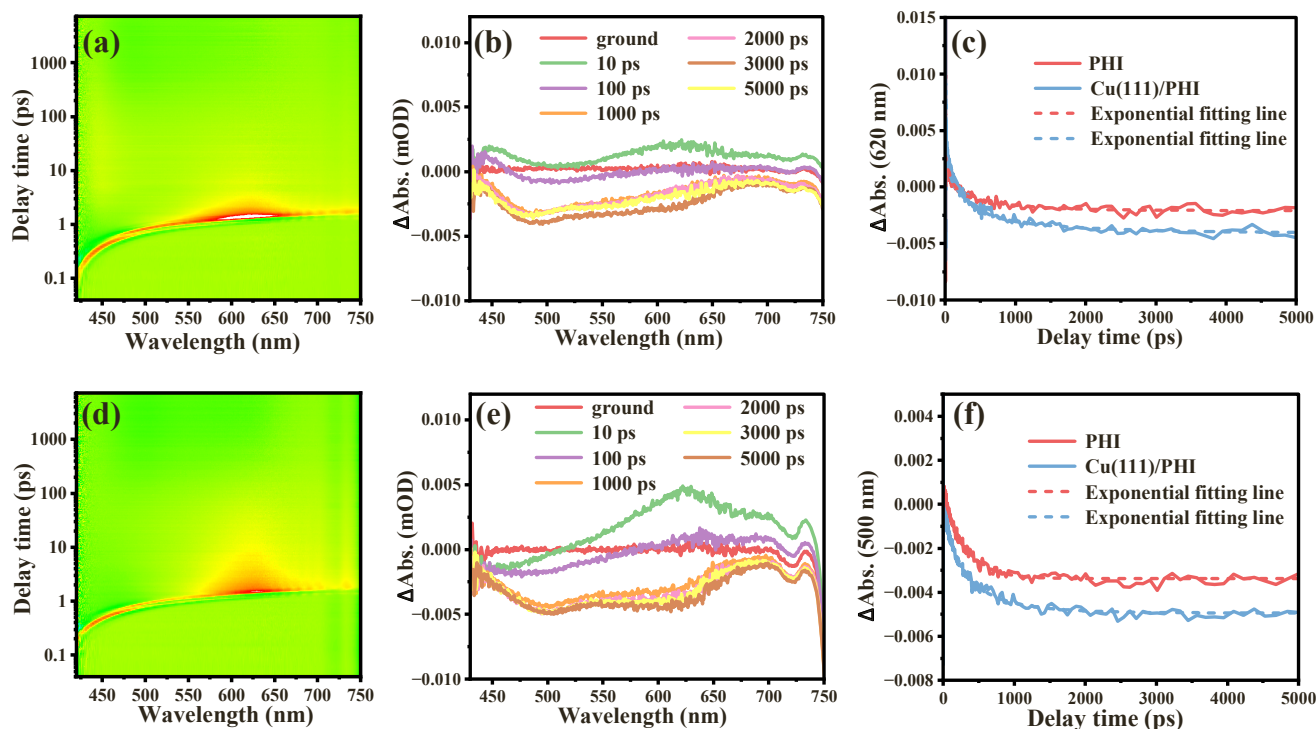 (a)
Delay time (ps)
1000
100
10
1
0.1
450 500 550 600 650 700 750
Wavelength (nm)
(b)
ΔAbs. (mOD)
0.010
0.005
0.000
−0.005
−0.010
ground
10 ps
100 ps
1000 ps
2000 ps
3000 ps
5000 ps
450 500 550 600 650 700 750
Wavelength (nm)
(c)
ΔAbs. (620 nm)
0.015
0.010
0.005
0.000
−0.005
−0.010
PHI
Cu(111)/PHI
Exponential fitting line
Exponential fitting line
0 1000 2000 3000 4000 5000
Delay time (ps)
(d)
Delay time (ps)
1000
100
10
1
0.1
450 500 550 600 650 700 750
Wavelength (nm)
(e)
ΔAbs. (mOD)
0.010
0.005
0.000
−0.005
−0.010
ground
10 ps
100 ps
1000 ps
2000 ps
3000 ps
5000 ps
450 500 550 600 650 700 750
Wavelength (nm)
(f)
ΔAbs. (500 nm)
0.004
0.002
0.000
−0.002
−0.004
−0.006
−0.008
PHI
Cu(111)/PHI
Exponential fitting line
Exponential fitting line
0 1000 2000 3000 4000 5000
Delay time (ps)